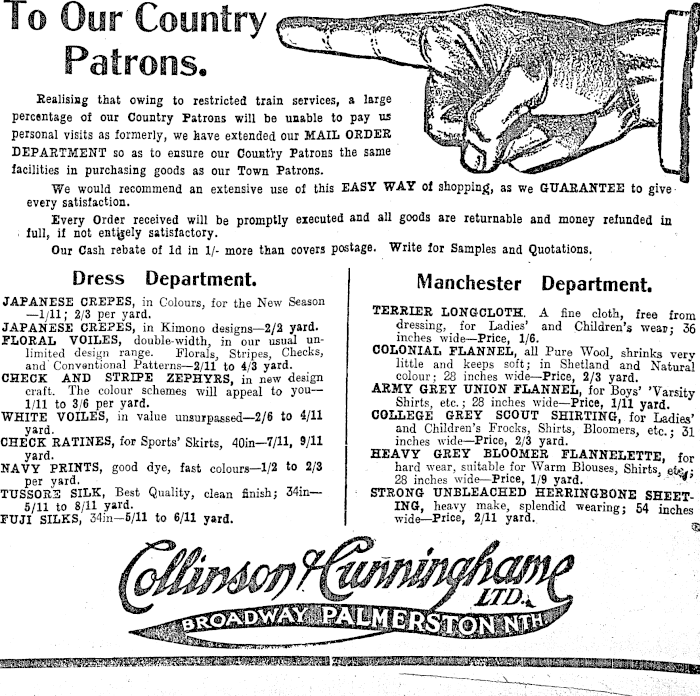 To Our Country
Patrons.
Realising that owing to restricted train services, a large
percentage of our Country Patrons will be unable to pay us
personal visits as formerly, we have extended our MAIL ORDER
DEPARTMENT so as to ensure our Country Patrons the same
facilities in purchasing goods as our Town Patrons.
We would recommend an extensive use of this EASY WAY of shopping, as we GUARANTEE to give
every satisfaction.
Every Order received will be promptly executed and all goods are returnable and money refunded in
full, if not entirely satisfactory.
Our Cash rebate of 1d in 1/- more than covers postage. Write for Samples and Quotations.
Dress Department.
JAPANESE CREPES, in Colours, for the New Season
—1/11; 2/3 per yard.
JAPANESE CREPES, in Kimono designs—2/2 yard.
FLORAL VOILES, double-width, in our usual un-
limited design range. Florals, Stripes, Checks,
and Conventional Patterns—2/11 to 4/3 yard.
CHECK AND STRIPE ZEPHYRS, in new design
craft. The colour schemes will appeal to you—
1/11 to 3/6 per yard.
WHITE VOILES, in value unsurpassed—2/6 to 4/11
yard.
CHECK RATINES, for Sports' Skirts, 40in—7/11, 9/11
yard.
NAVY PRINTS, good dye, fast colours—1/2 to 2/3
per yard.
TUSSORE SILK, Best Quality, clean finish; 34in—
5/11 to 8/11 yard.
FUJI SILKS, 34in—5/11 to 6/11 yard.
Manchester Department.
TERRIER LONGCLOTH. A fine cloth, free from
dressing, for Ladies' and Children's wear; 36
inches wide—Price, 1/6.
COLONIAL FLANNEL, all Pure Wool, shrinks very
little and keeps soft; in Shetland and Natural
colour; 28 inches wide—Price, 2/3 yard.
ARMY GREY UNION FLANNEL, for Boys' 'Varsity
Shirts, etc.; 28 inches wide—Price, 1/11 yard.
COLLEGE GREY SCOUT SHIRTING, for Ladies'
and Children's Frocks, Shirts, Bloomers, etc.; 31
inches wide—Price, 2/3 yard.
HEAVY GREY BLOOMER FLANNELETTE, for
hard wear, suitable for Warm Blouses, Shirts, etc.;
28 inches wide—Price, 1/9 yard.
STRONG UNBLEACHED HERRINGBONE SHEET-
ING, heavy make, splendid wearing; 54 inches
wide—Price, 2/11 yard.
Collinson & Cunninghame
LTD.
BROADWAY PALMERSTON NTH